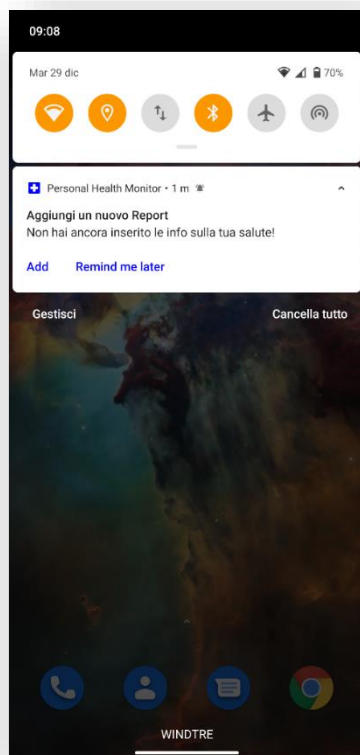 09:08
Mar 29 dic 70%
Personal Health Monitor • 1 m
Aggiungi un nuovo Report
Non hai ancora inserito le info sulla tua salute!
Add Remind me later
Gestisci Cancella tutto
WINDTRE